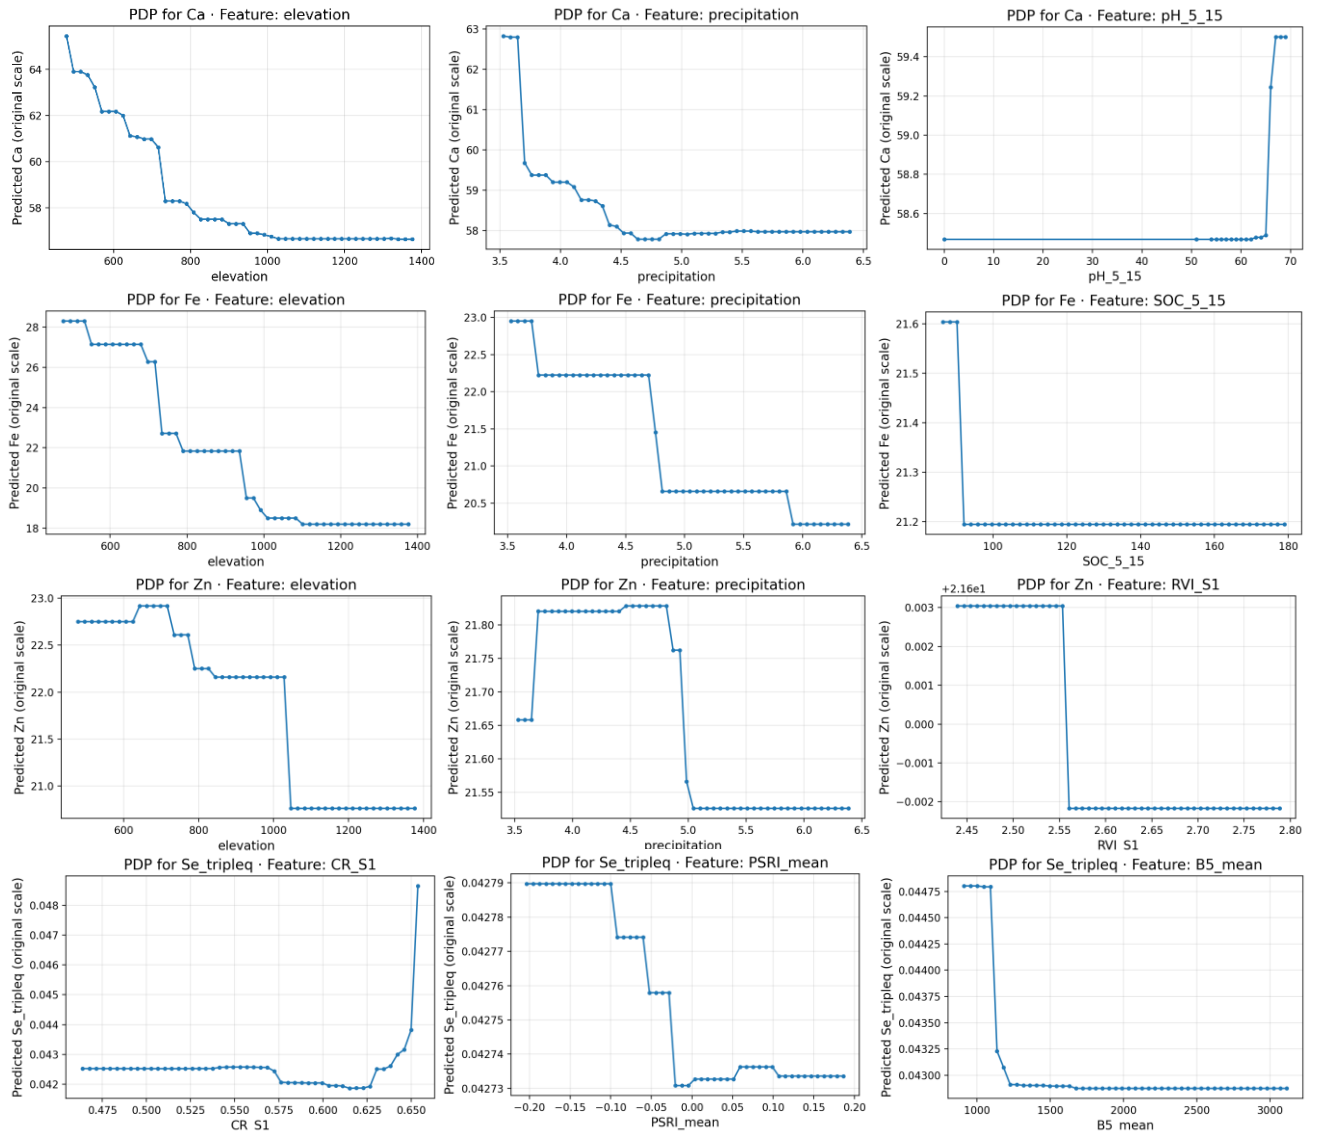 PDP for Ca · Feature: elevation
Predicted Ca (original scale)
64
62
60
58
600 800 1000 1200 1400
elevation
PDP for Ca · Feature: precipitation
Predicted Ca (original scale)
63
62
61
60
59
58
3.5 4.0 4.5 5.0 5.5 6.0 6.5
precipitation
PDP for Ca · Feature: pH_5_15
Predicted Ca (original scale)
59.4
59.2
59.0
58.8
58.6
0 10 20 30 40 50 60 70
pH_5_15
PDP for Fe · Feature: elevation
Predicted Fe (original scale)
28
26
24
22
20
18
600 800 1000 1200 1400
elevation
PDP for Fe · Feature: precipitation
Predicted Fe (original scale)
23.0
22.5
22.0
21.5
21.0
20.5
3.5 4.0 4.5 5.0 5.5 6.0 6.5
precipitation
PDP for Fe · Feature: SOC_5_15
Predicted Fe (original scale)
21.6
21.5
21.4
21.3
21.2
100 120 140 160 180
SOC_5_15
PDP for Zn · Feature: elevation
Predicted Zn (original scale)
23.0
22.5
22.0
21.5
21.0
600 800 1000 1200 1400
elevation
PDP for Zn · Feature: precipitation
Predicted Zn (original scale)
21.80
21.75
21.70
21.65
21.60
21.55
3.5 4.0 4.5 5.0 5.5 6.0 6.5
precipitation
PDP for Zn · Feature: RVI_S1
+2.16e1
Predicted Zn (original scale)
0.003
0.002
0.001
0.000
−0.001
−0.002
2.45 2.50 2.55 2.60 2.65 2.70 2.75 2.80
RVI_S1
PDP for Se_tripleq · Feature: CR_S1
Predicted Se_tripleq (original scale)
0.048
0.047
0.046
0.045
0.044
0.043
0.042
0.475 0.500 0.525 0.550 0.575 0.600 0.625 0.650
CR_S1
PDP for Se_tripleq · Feature: PSRI_mean
Predicted Se_tripleq (original scale)
0.04279
0.04278
0.04277
0.04276
0.04275
0.04274
0.04273
−0.20 −0.15 −0.10 −0.05 0.00 0.05 0.10 0.15 0.20
PSRI_mean
PDP for Se_tripleq · Feature: B5_mean
Predicted Se_tripleq (original scale)
0.04475
0.04450
0.04425
0.04400
0.04375
0.04350
0.04325
0.04300
1000 1500 2000 2500 3000
B5_mean